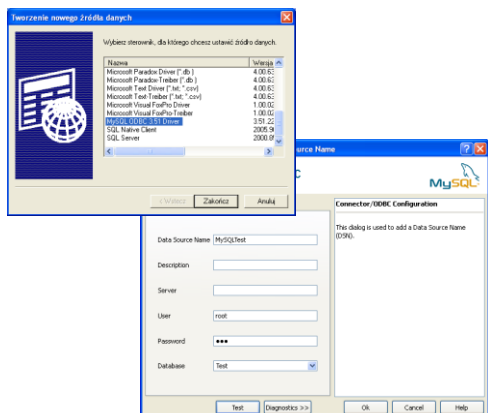 Tworzenie nowego źródła danych
Wybierz sterownik, dla którego chcesz ustawić źródło danych.
Nazwa Wersja
Microsoft Paradox Driver (*.db ) 4.00.63
Microsoft Paradox-Treiber (*.db ) 4.00.63
Microsoft Text Driver (*.txt; *.csv) 4.00.63
Microsoft Text-Treiber (*.txt; *.csv) 4.00.63
Microsoft Visual FoxPro Driver 1.00.02
Microsoft Visual FoxPro-Treiber 1.00.02
MySQL ODBC 3.51 Driver 3.51.22
SQL Native Client 2005.9
SQL Server 2000.8
< Wstecz Zakończ Anuluj
ource Name
MySQL
Connector/ODBC Configuration
This dialog is used to add a Data Source Name
(DSN).
Data Source Name MySQLTest
Description
Server
User root
Password •••
Database Test
Test Diagnostics >> Ok Cancel Help